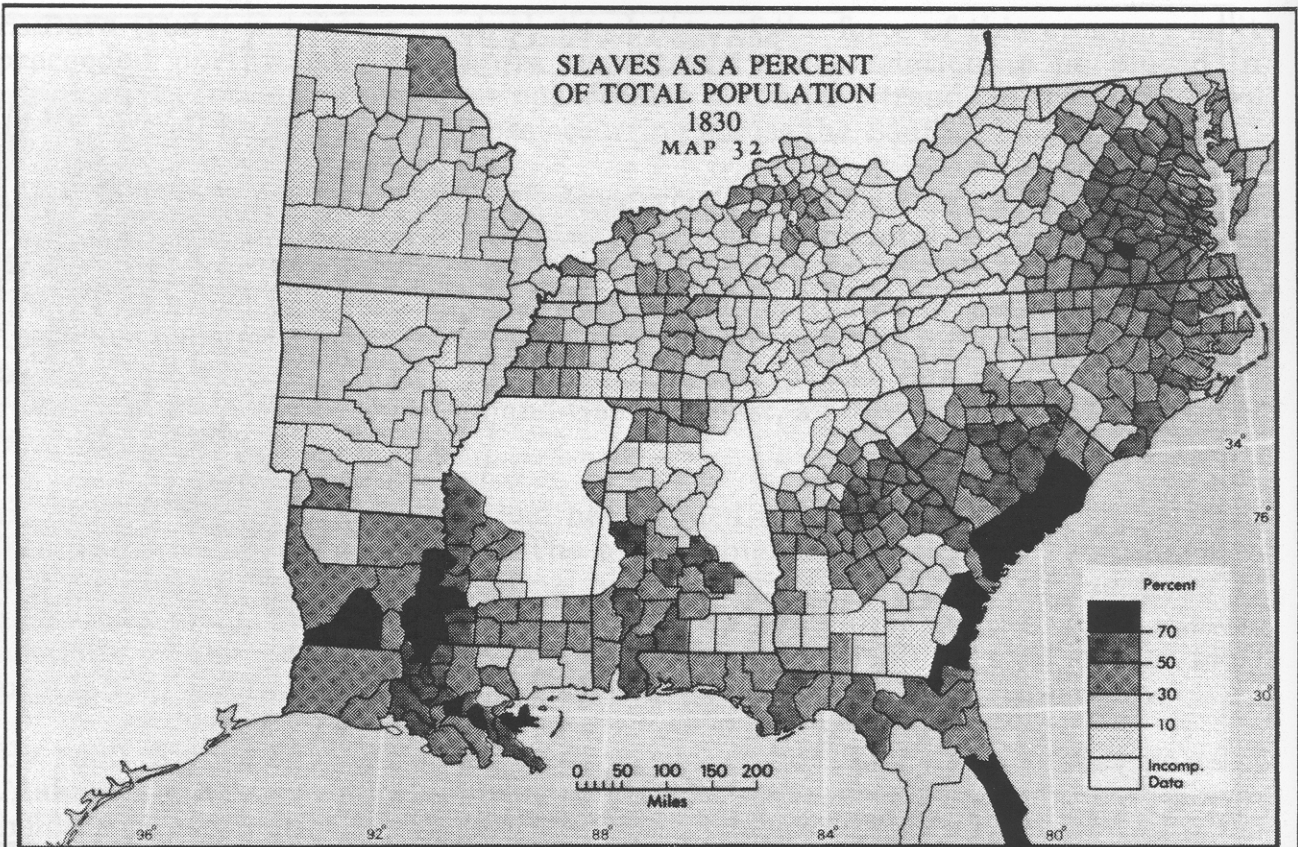 SLAVES AS A PERCENT
OF TOTAL POPULATION
1830
MAP 32
34°
76°
30°
Percent
70
50
30
10
Incomp.
Data
0 50 100 150 200
Miles
96°
92°
88°
84°
80°